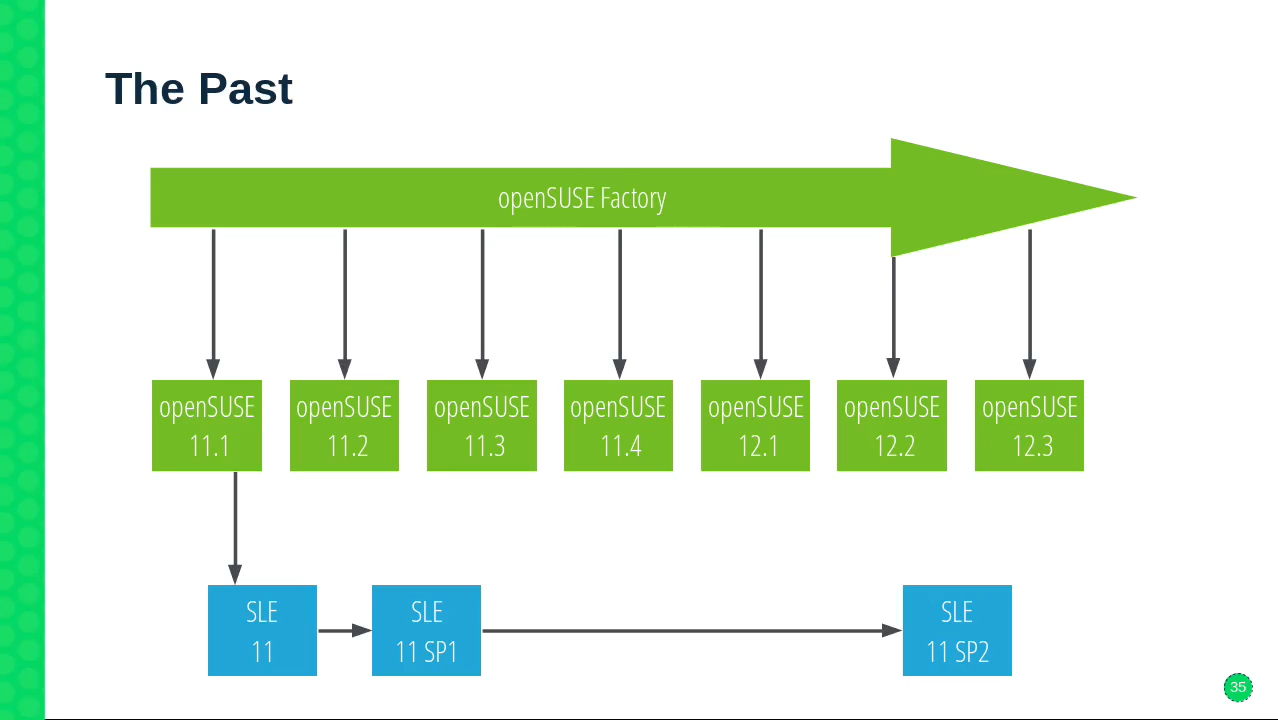 The Past
openSUSE Factory
openSUSE
11.1
openSUSE
11.2
openSUSE
11.3
openSUSE
11.4
openSUSE
12.1
openSUSE
12.2
openSUSE
12.3
SLE
11
SLE
11 SP1
SLE
11 SP2
35